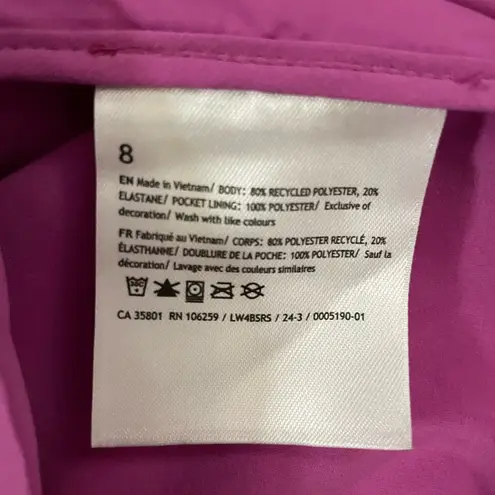 8
EN Made in Vietnam/ BODY: 80% RECYCLED POLYESTER, 20%
ELASTANE/ POCKET LINING: 100% POLYESTER/ Exclusive of
decoration/ Wash with like colours
FR Fabriqué au Vietnam/ CORPS: 80% POLYESTER RECYCLÉ, 20%
ÉLASTHANNE/ DOUBLURE DE LA POCHE: 100% POLYESTER/ Sauf la
décoration/ Lavage avec des couleurs similaires
CA 35801 RN 106259 / LW4BSRS / 24-3 / 0005190-01